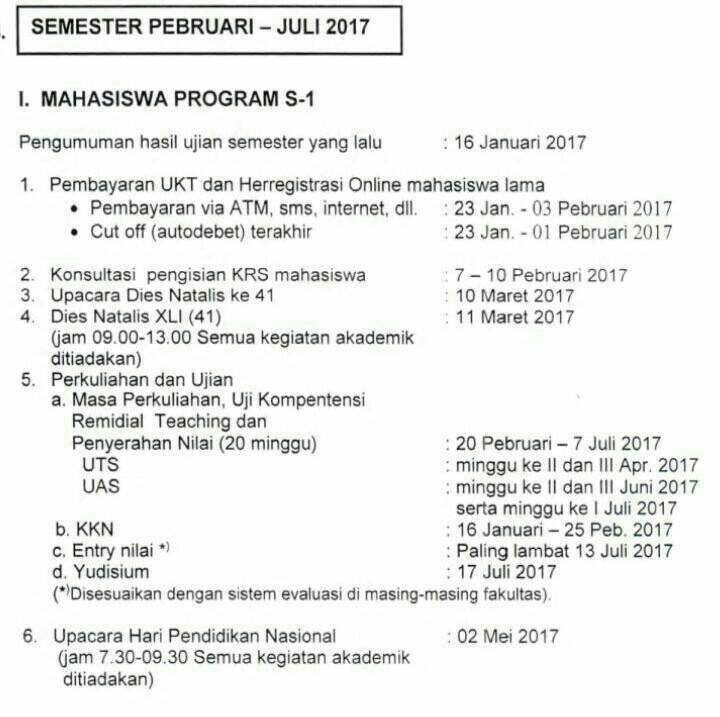 SEMESTER PEBRUARI – JULI 2017
I. MAHASISWA PROGRAM S-1
Pengumuman hasil ujian semester yang lalu : 16 Januari 2017
1. Pembayaran UKT dan Herregistrasi Online mahasiswa lama
• Pembayaran via ATM, sms, internet, dll. : 23 Jan. - 03 Pebruari 2017
• Cut off (autodebet) terakhir : 23 Jan. - 01 Pebruari 2017
2. Konsultasi pengisian KRS mahasiswa : 7 – 10 Pebruari 2017
3. Upacara Dies Natalis ke 41 : 10 Maret 2017
4. Dies Natalis XLI (41) : 11 Maret 2017
(jam 09.00-13.00 Semua kegiatan akademik
ditiadakan)
5. Perkuliahan dan Ujian
a. Masa Perkuliahan, Uji Kompentensi
Remidial Teaching dan
Penyerahan Nilai (20 minggu) : 20 Pebruari – 7 Juli 2017
UTS : minggu ke II dan III Apr. 2017
UAS : minggu ke II dan III Juni 2017
serta minggu ke I Juli 2017
b. KKN : 16 Januari – 25 Peb. 2017
c. Entry nilai *) : Paling lambat 13 Juli 2017
d. Yudisium : 17 Juli 2017
(*)Disesuaikan dengan sistem evaluasi di masing-masing fakultas).
6. Upacara Hari Pendidikan Nasional : 02 Mei 2017
(jam 7.30-09.30 Semua kegiatan akademik
ditiadakan)